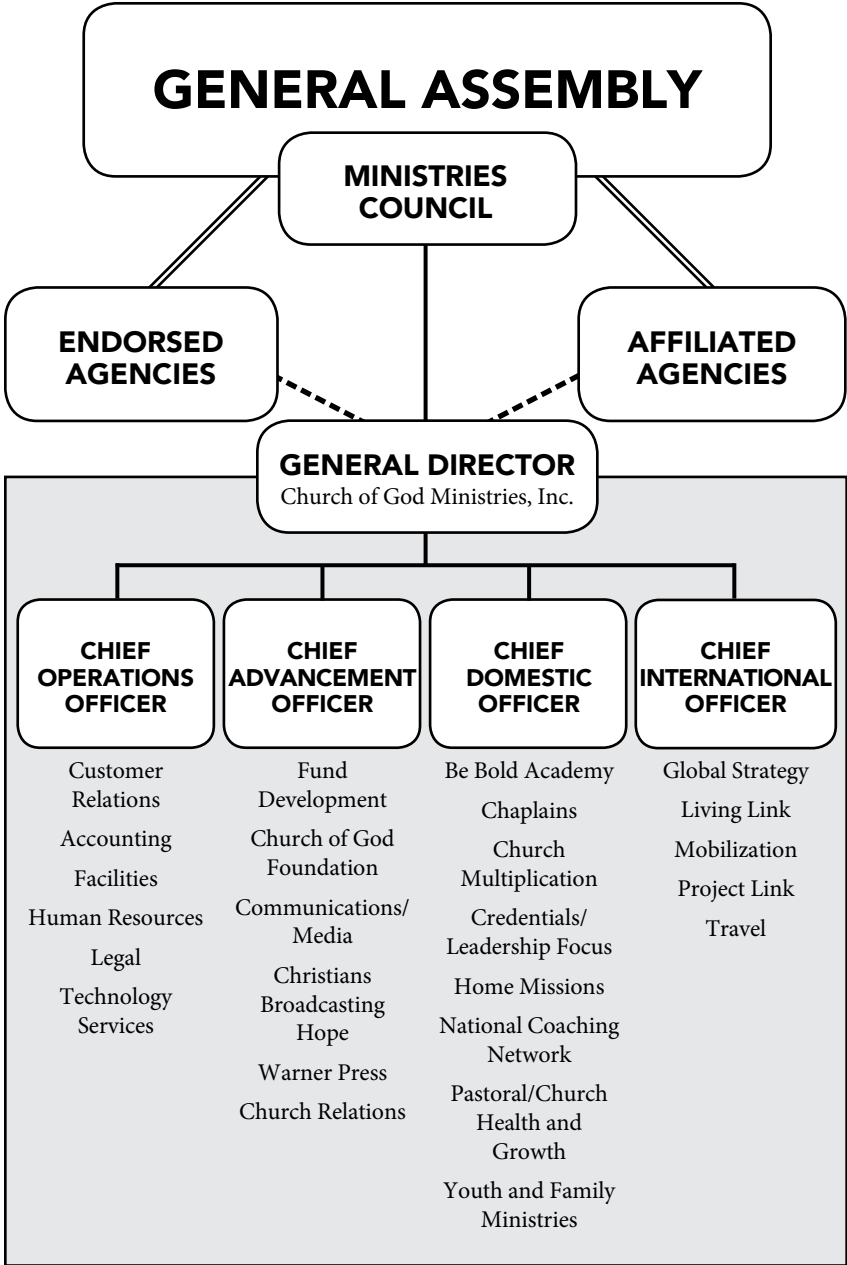 GENERAL ASSEMBLY
MINISTRIES
COUNCIL
ENDORSED
AGENCIES
AFFILIATED
AGENCIES
GENERAL DIRECTOR
Church of God Ministries, Inc.
CHIEF
OPERATIONS
OFFICER
Customer
Relations
Accounting
Facilities
Human Resources
Legal
Technology
Services
CHIEF
ADVANCEMENT
OFFICER
Fund
Development
Church of God
Foundation
Communications/
Media
Christians
Broadcasting
Hope
Warner Press
Church Relations
CHIEF
DOMESTIC
OFFICER
Be Bold Academy
Chaplains
Church
Multiplication
Credentials/
Leadership Focus
Home Missions
National Coaching
Network
Pastoral/Church
Health and
Growth
Youth and Family
Ministries
CHIEF
INTERNATIONAL
OFFICER
Global Strategy
Living Link
Mobilization
Project Link
Travel